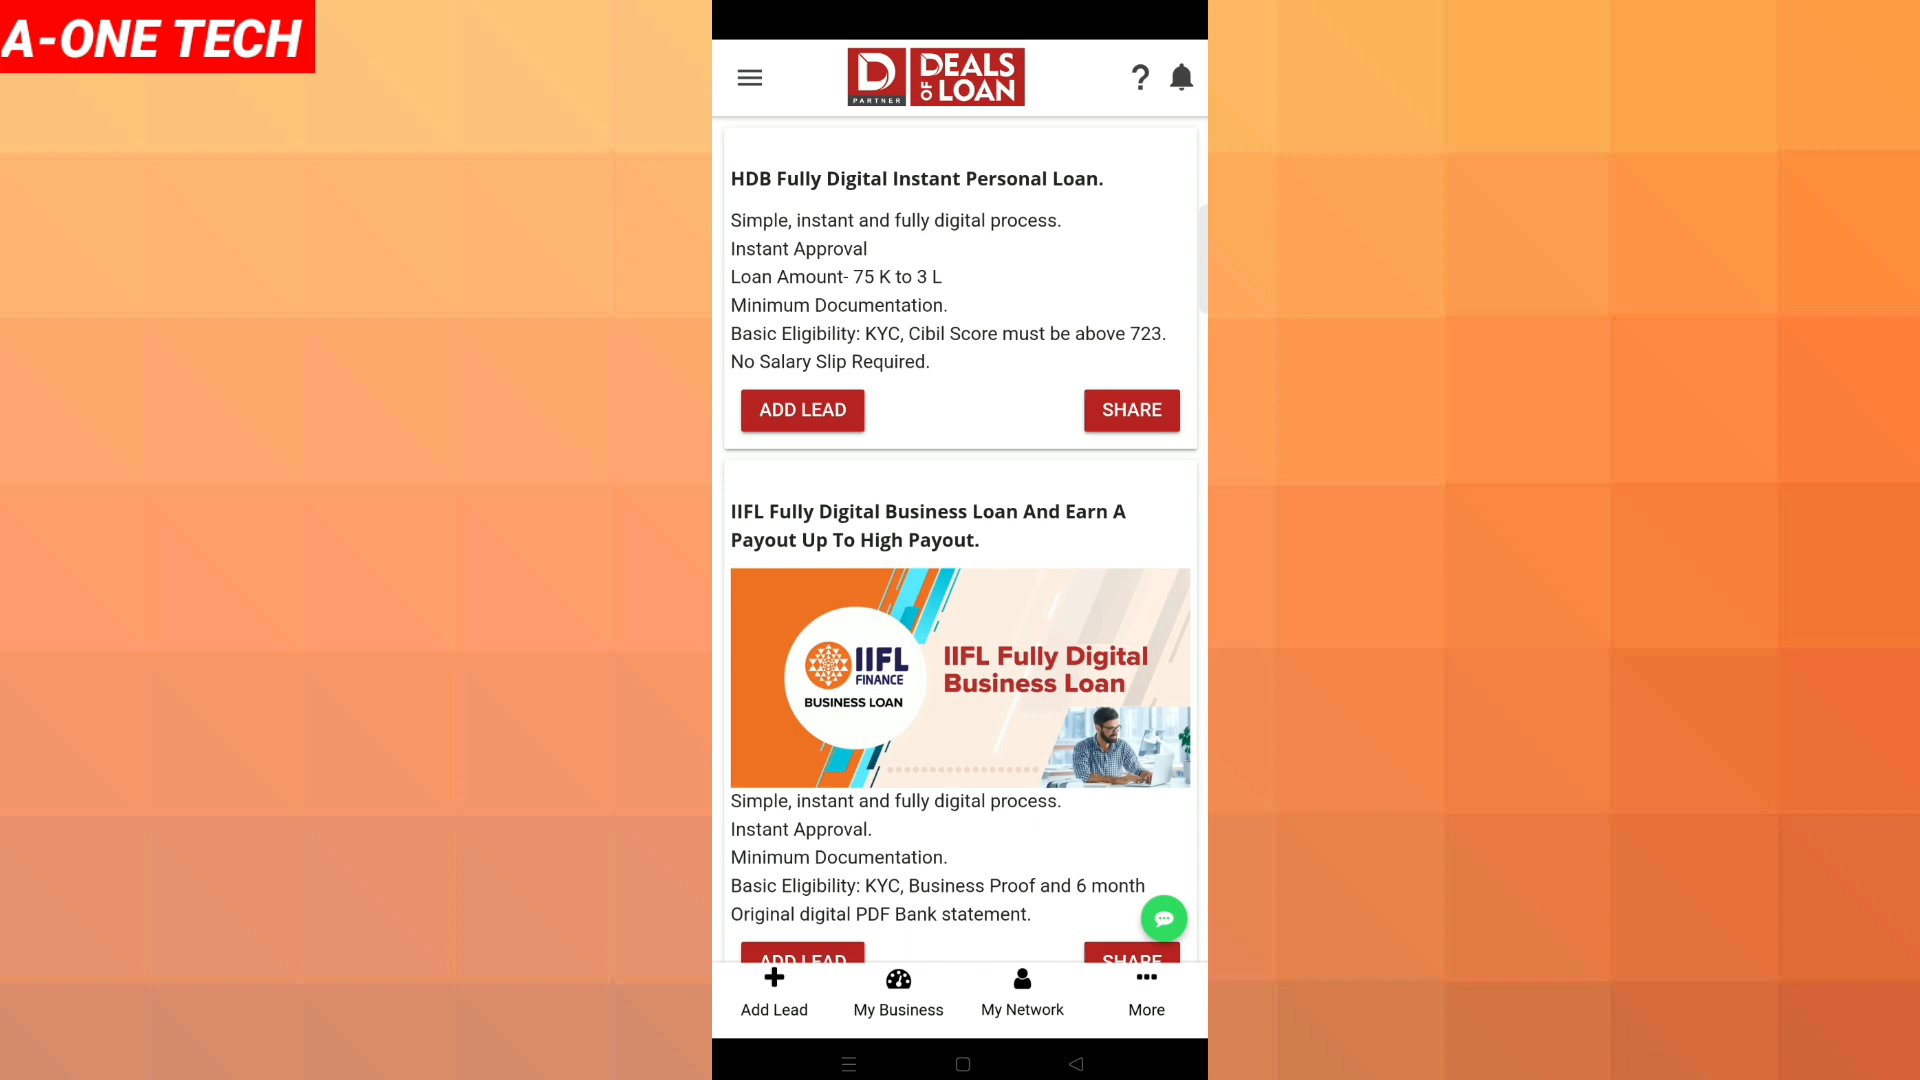 A-ONE TECH
D
PARTNER
DEALS
OF LOAN
HDB Fully Digital Instant Personal Loan.
Simple, instant and fully digital process.
Instant Approval
Loan Amount- 75 K to 3 L
Minimum Documentation.
Basic Eligibility: KYC, Cibil Score must be above 723.
No Salary Slip Required.
ADD LEAD SHARE
IIFL Fully Digital Business Loan And Earn A
Payout Up To High Payout.
IIFL
FINANCE
BUSINESS LOAN
IIFL Fully Digital
Business Loan
Simple, instant and fully digital process.
Instant Approval.
Minimum Documentation.
Basic Eligibility: KYC, Business Proof and 6 month
Original digital PDF Bank statement.
ADD LEAD SHARE
Add Lead My Business My Network More